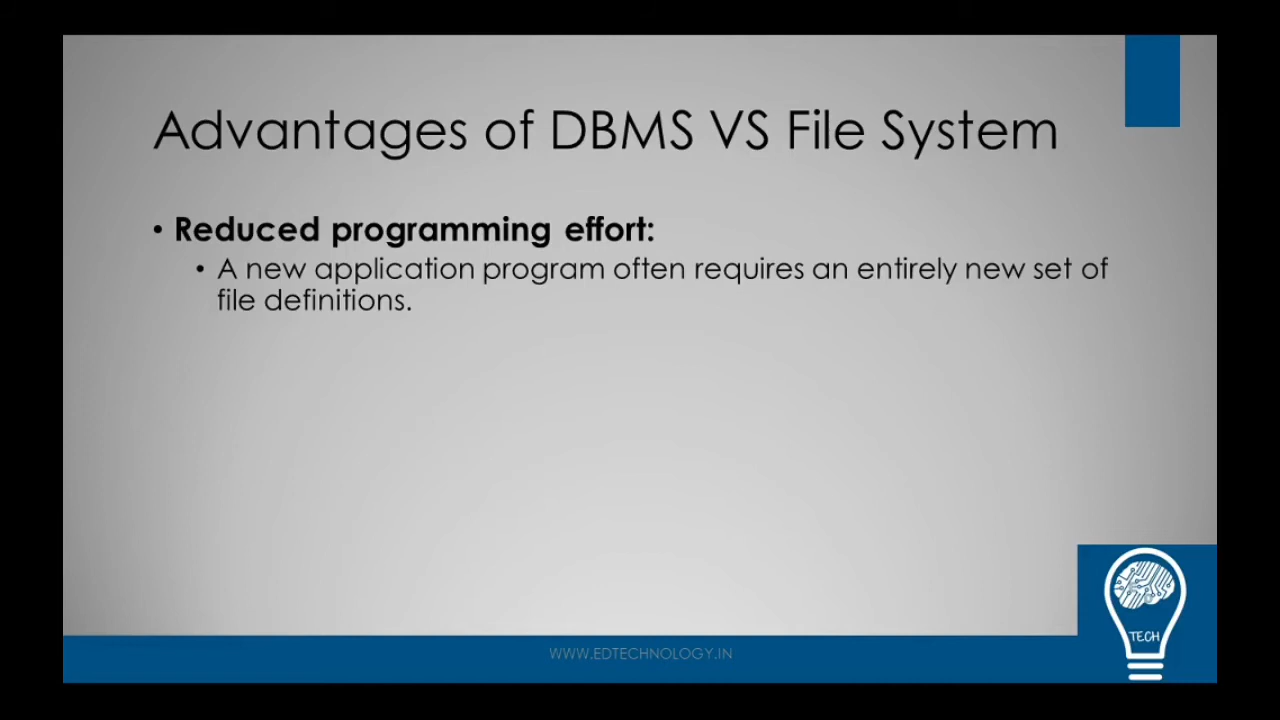 Advantages of DBMS VS File System
• Reduced programming effort:
• A new application program often requires an entirely new set of
file definitions.
TECH
WWW.EDTECHNOLOGY.IN